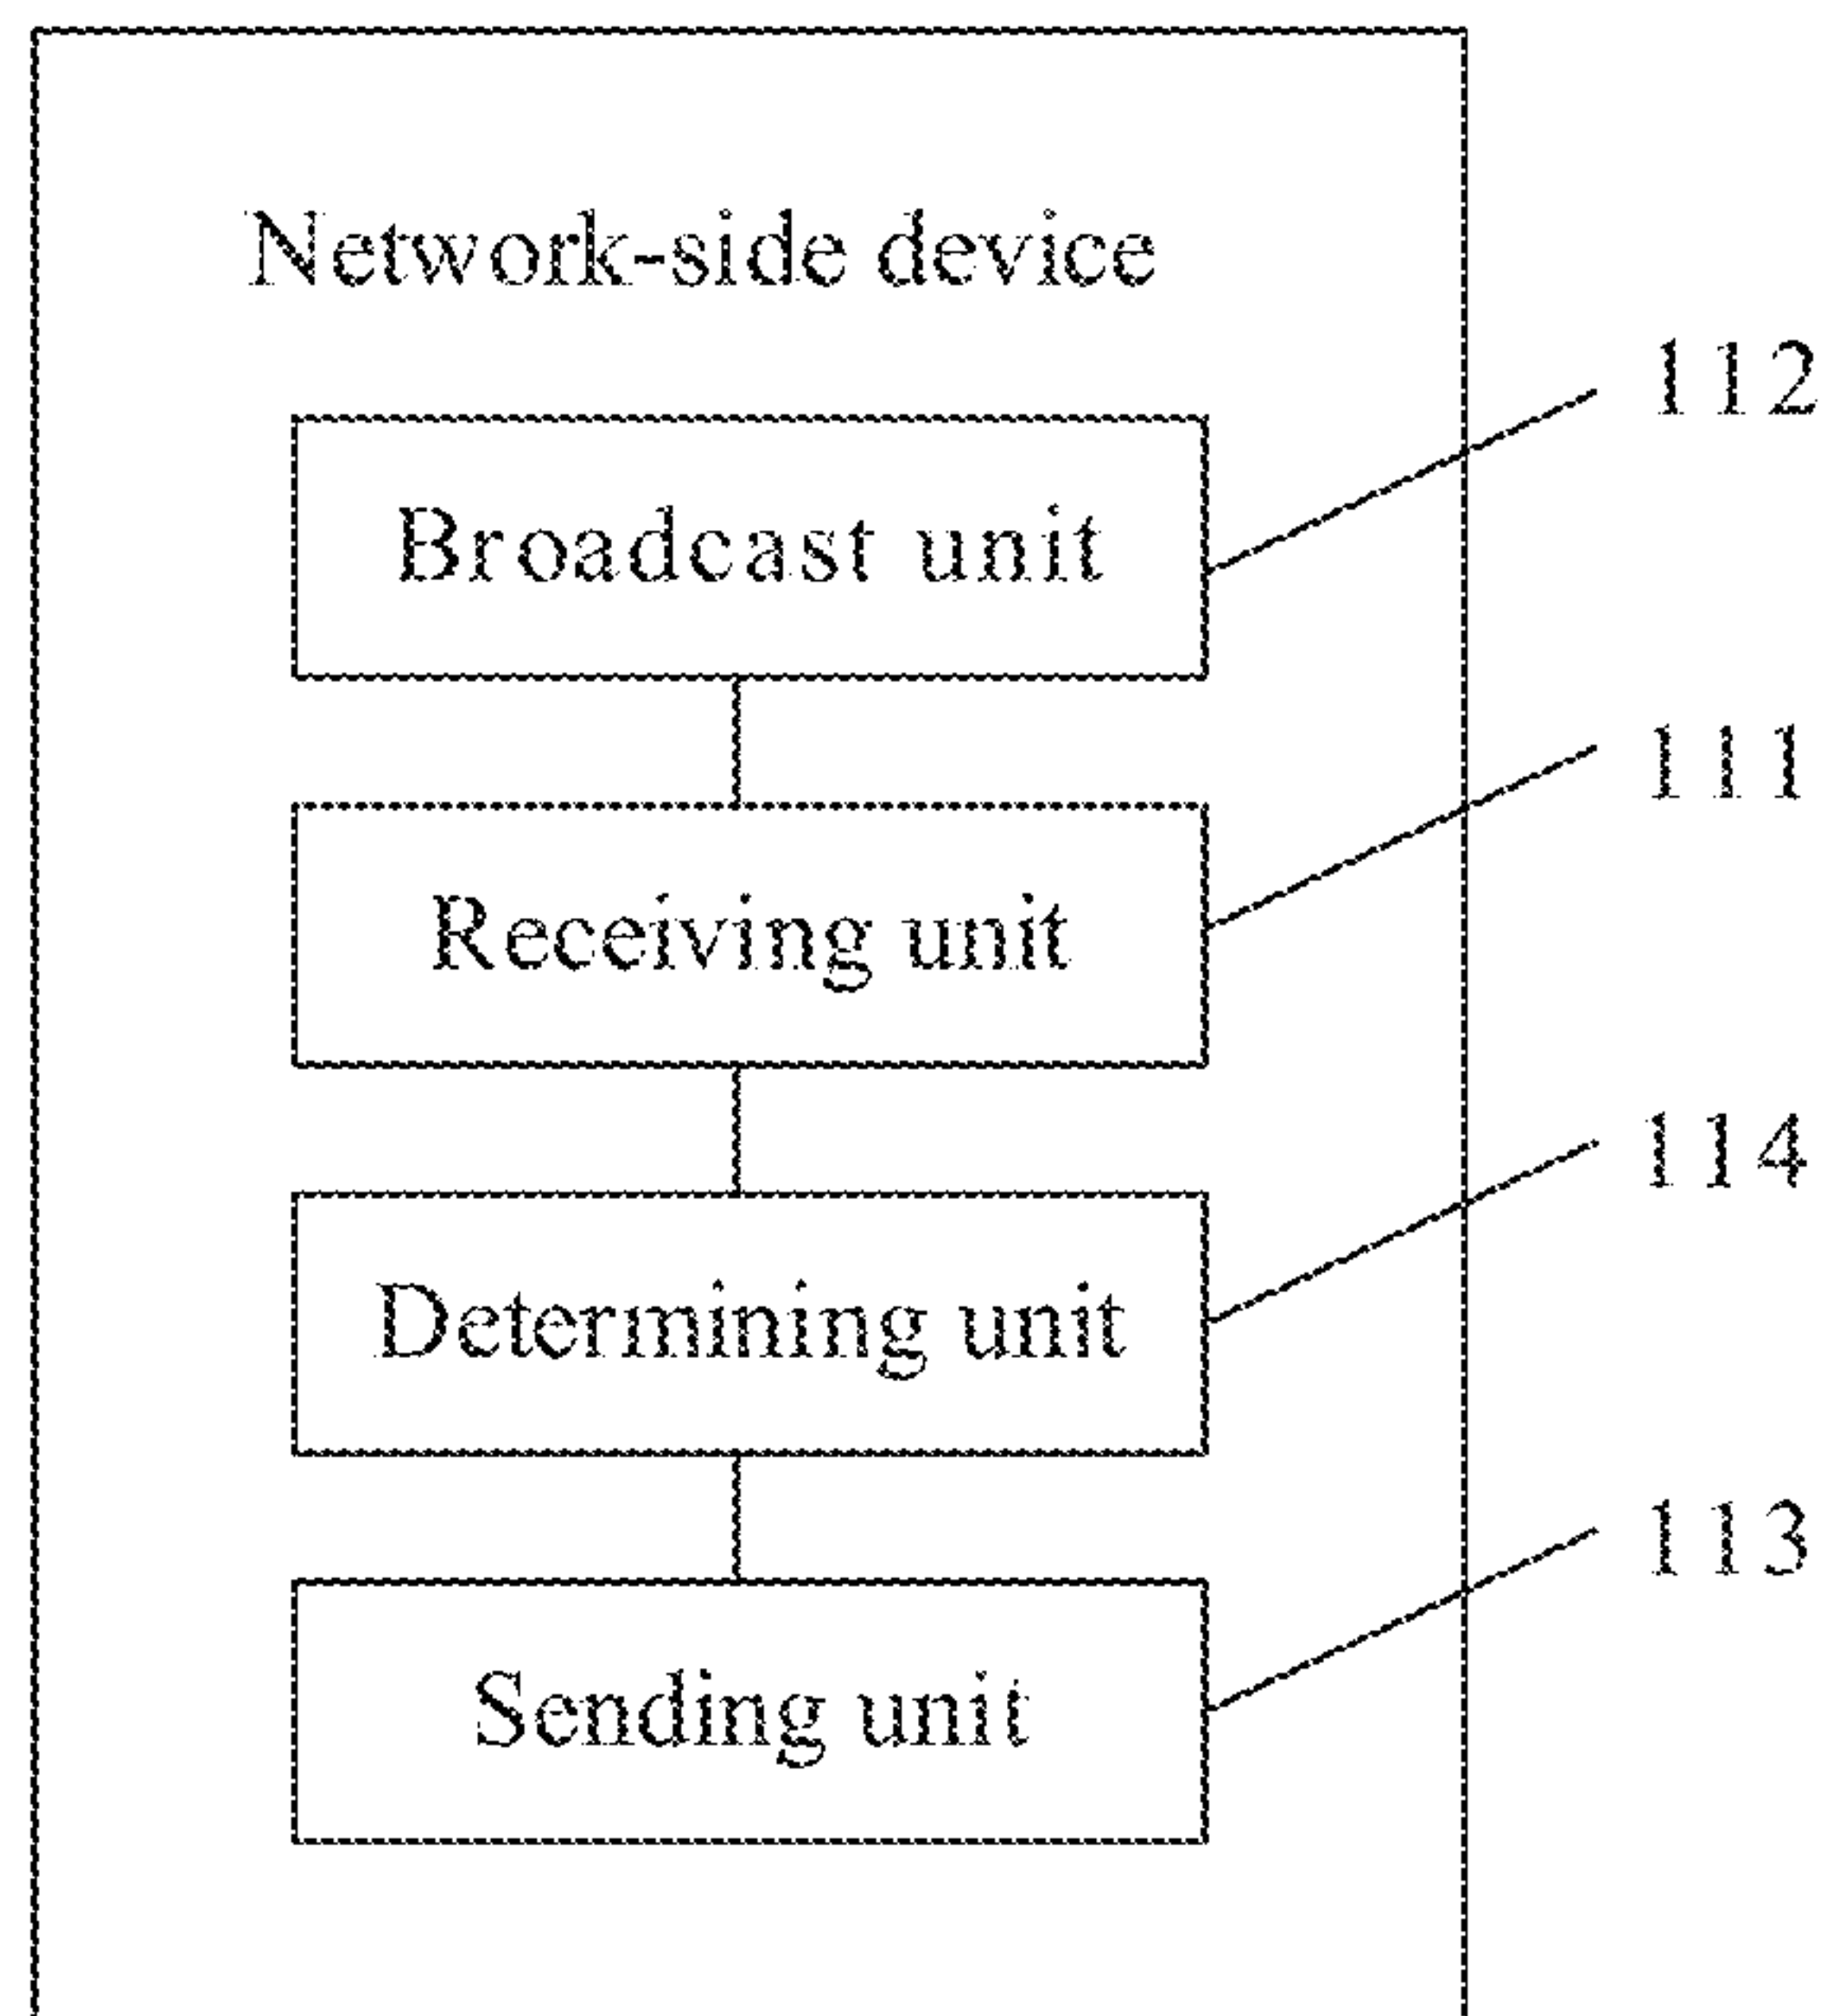 Network-side device
112
Broadcast unit
111
Receiving unit
114
Determining unit
113
Sending unit